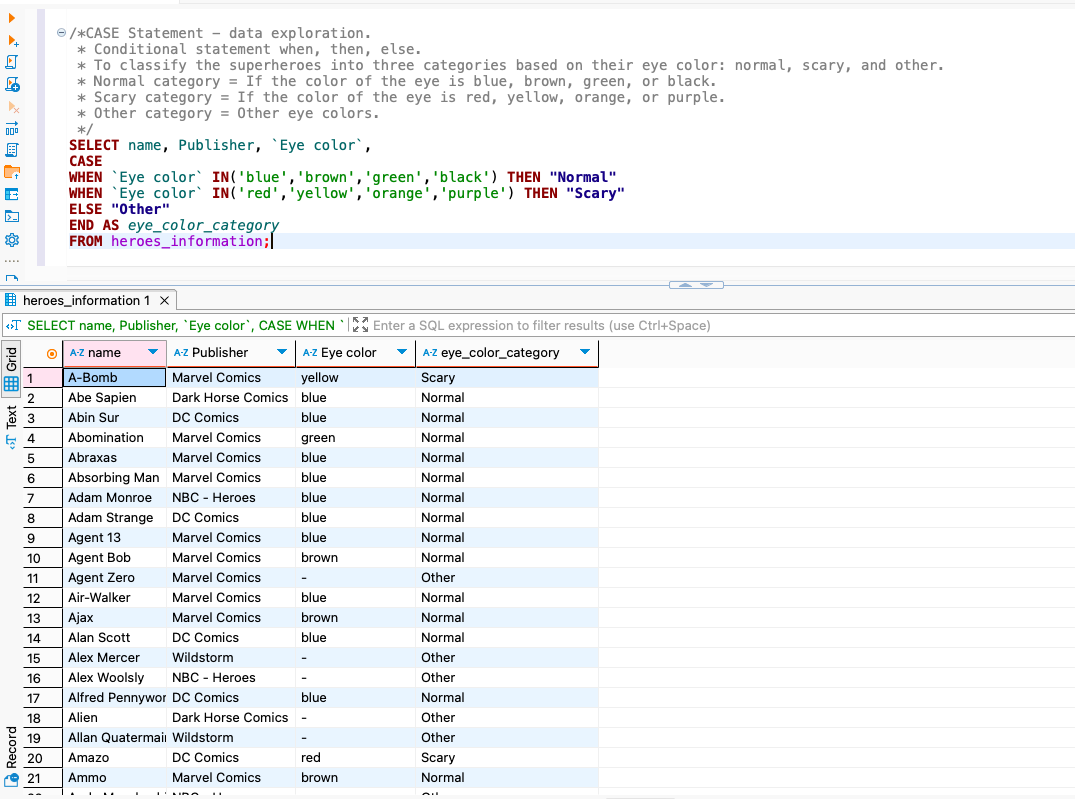 /*CASE Statement - data exploration.
* Conditional statement when, then, else.
* To classify the superheroes into three categories based on their eye color: normal, scary, and other.
* Normal category = If the color of the eye is blue, brown, green, or black.
* Scary category = If the color of the eye is red, yellow, orange, or purple.
* Other category = Other eye colors.
*/
SELECT name, Publisher, `Eye color`,
CASE
WHEN `Eye color` IN('blue','brown','green','black') THEN "Normal"
WHEN `Eye color` IN('red','yellow','orange','purple') THEN "Scary"
ELSE "Other"
END AS eye_color_category
FROM heroes_information;
heroes_information 1
SELECT name, Publisher, `Eye color`, CASE WHEN ` Enter a SQL expression to filter results (use Ctrl+Space)
Grid
Text
Record
A-Z name A-Z Publisher A-Z Eye color A-Z eye_color_category
1 A-Bomb Marvel Comics yellow Scary
2 Abe Sapien Dark Horse Comics blue Normal
3 Abin Sur DC Comics blue Normal
4 Abomination Marvel Comics green Normal
5 Abraxas Marvel Comics blue Normal
6 Absorbing Man Marvel Comics blue Normal
7 Adam Monroe NBC - Heroes blue Normal
8 Adam Strange DC Comics blue Normal
9 Agent 13 Marvel Comics blue Normal
10 Agent Bob Marvel Comics brown Normal
11 Agent Zero Marvel Comics - Other
12 Air-Walker Marvel Comics blue Normal
13 Ajax Marvel Comics brown Normal
14 Alan Scott DC Comics blue Normal
15 Alex Mercer Wildstorm - Other
16 Alex Woolsly NBC - Heroes - Other
17 Alfred Pennywor DC Comics blue Normal
18 Alien Dark Horse Comics - Other
19 Allan Quatermai Wildstorm - Other
20 Amazo DC Comics red Scary
21 Ammo Marvel Comics brown Normal